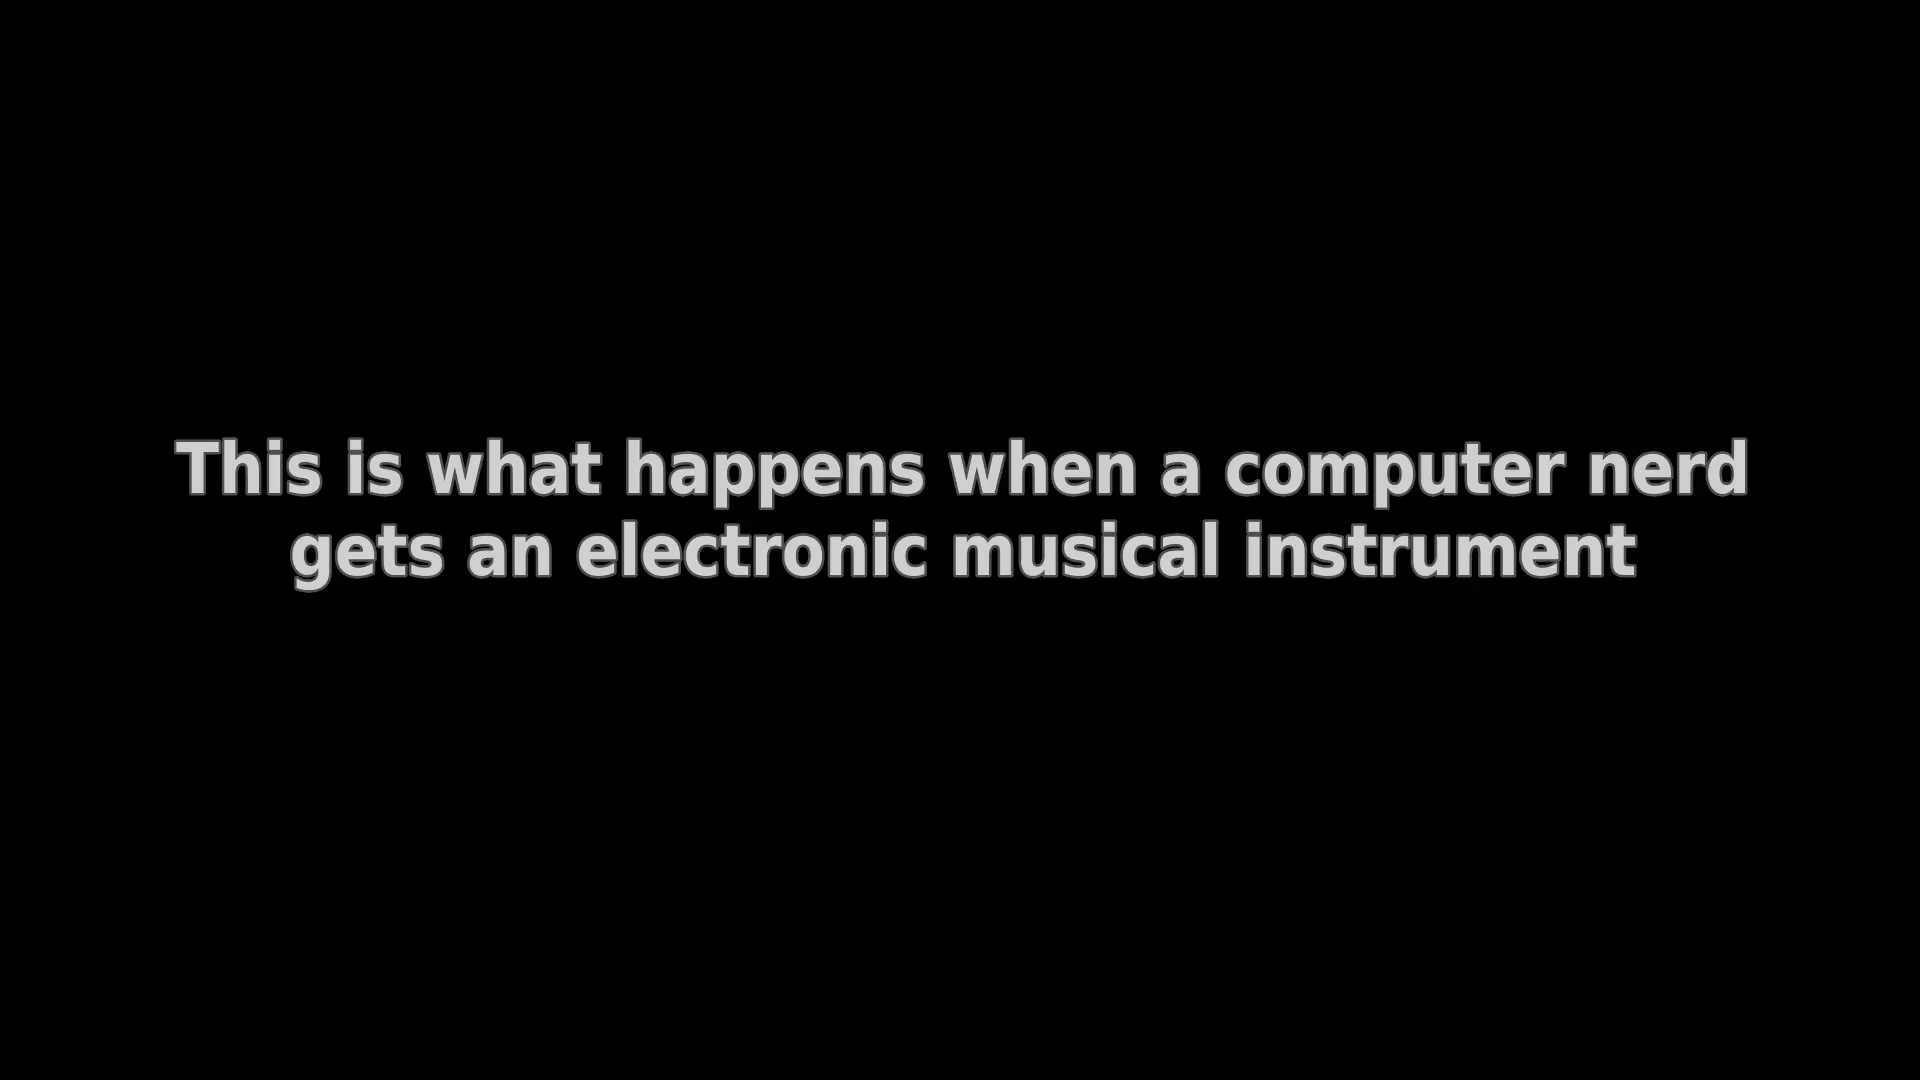 This is what happens when a computer nerd
gets an electronic musical instrument